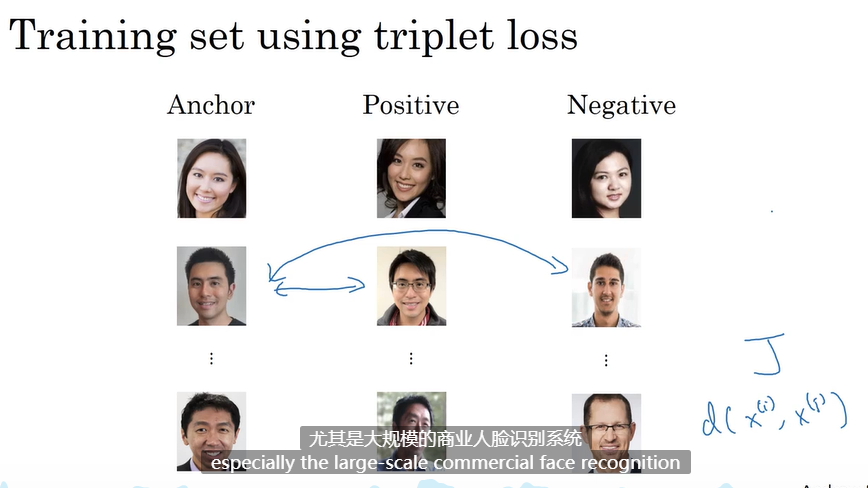 Training set using triplet loss
Anchor Positive Negative
J
d(x^(i), x^(j))
尤其是大规模的商业人脸识别系统
especially the large-scale commercial face recognition